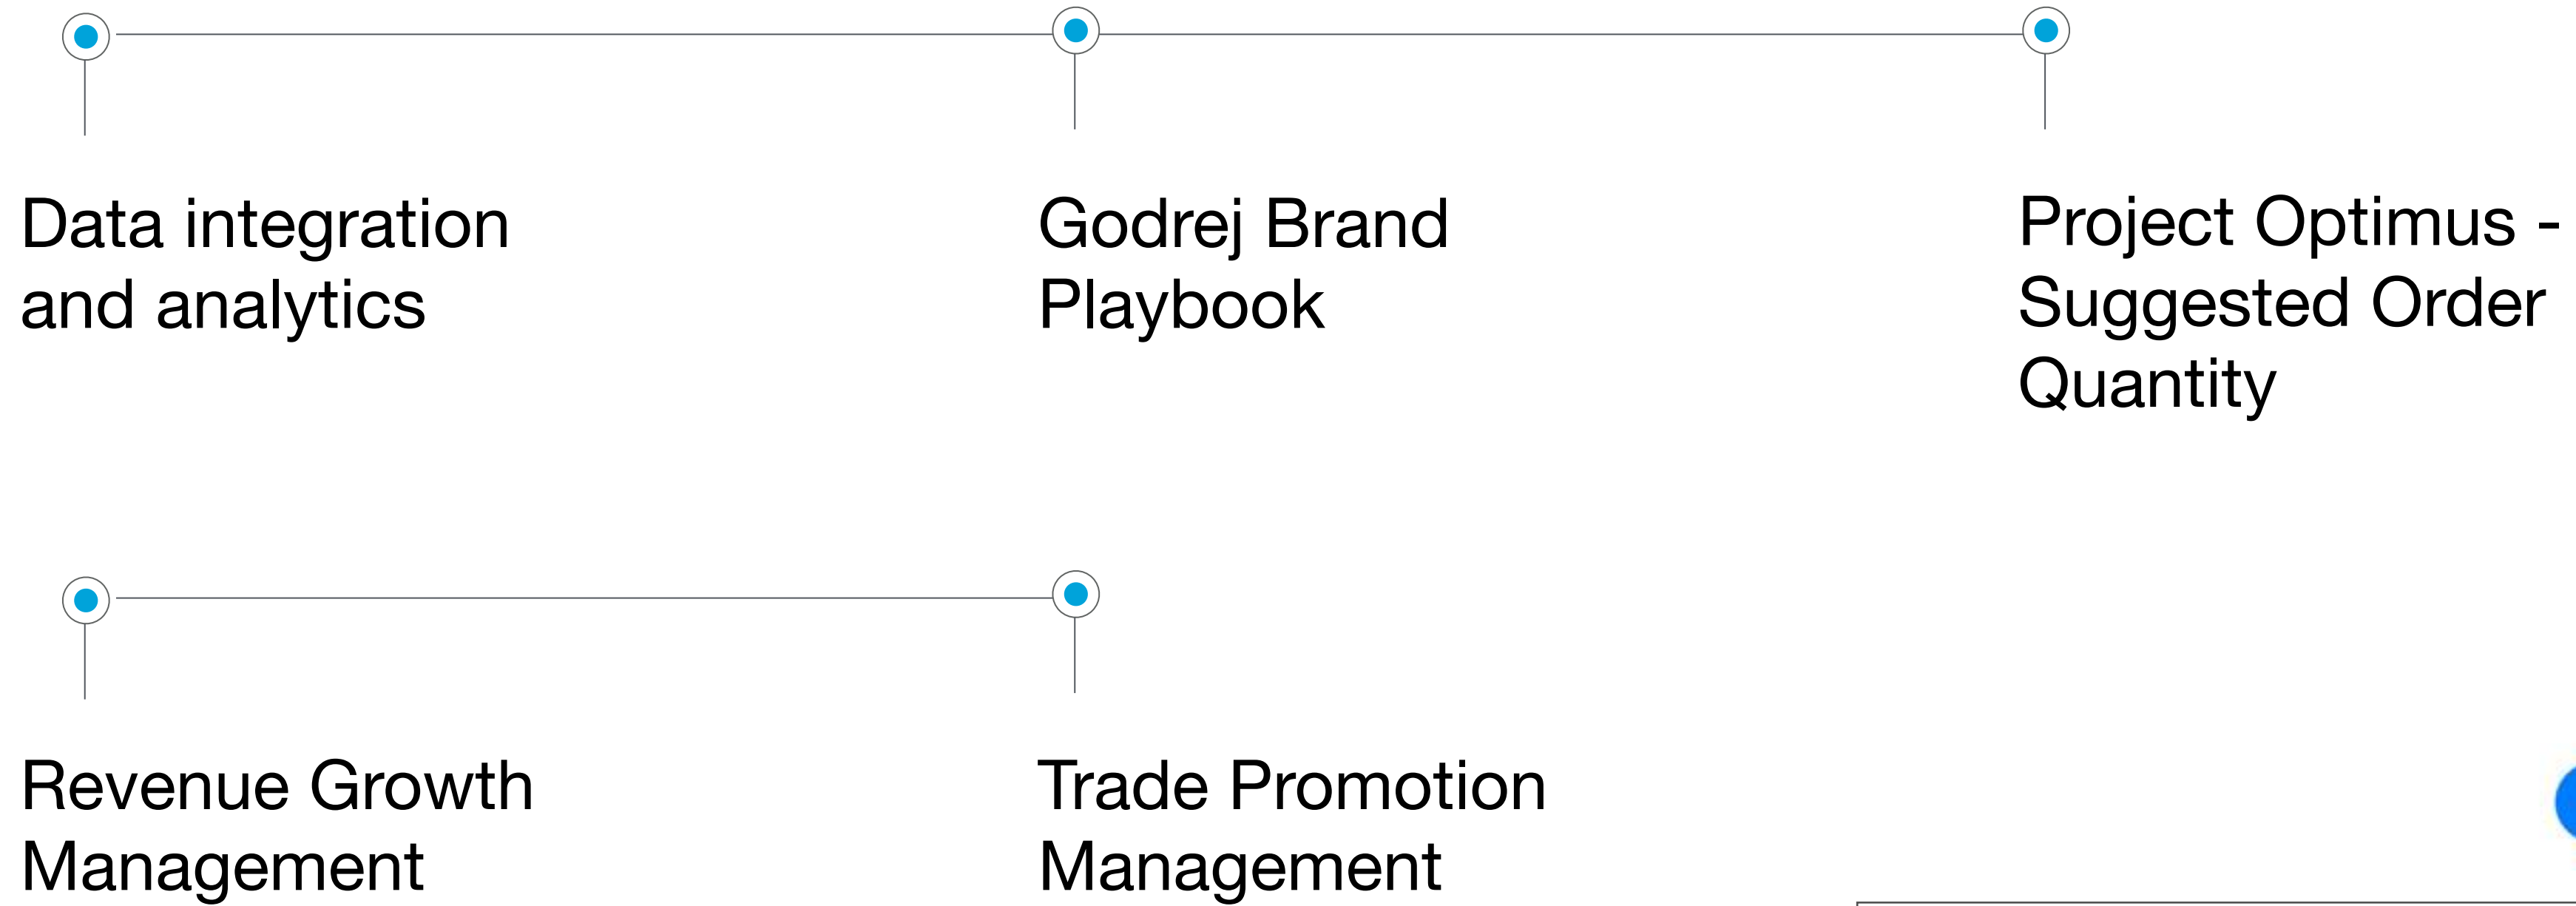 Data integration
and analytics
Godrej Brand
Playbook
Project Optimus -
Suggested Order
Quantity
Revenue Growth
Management
Trade Promotion
Management